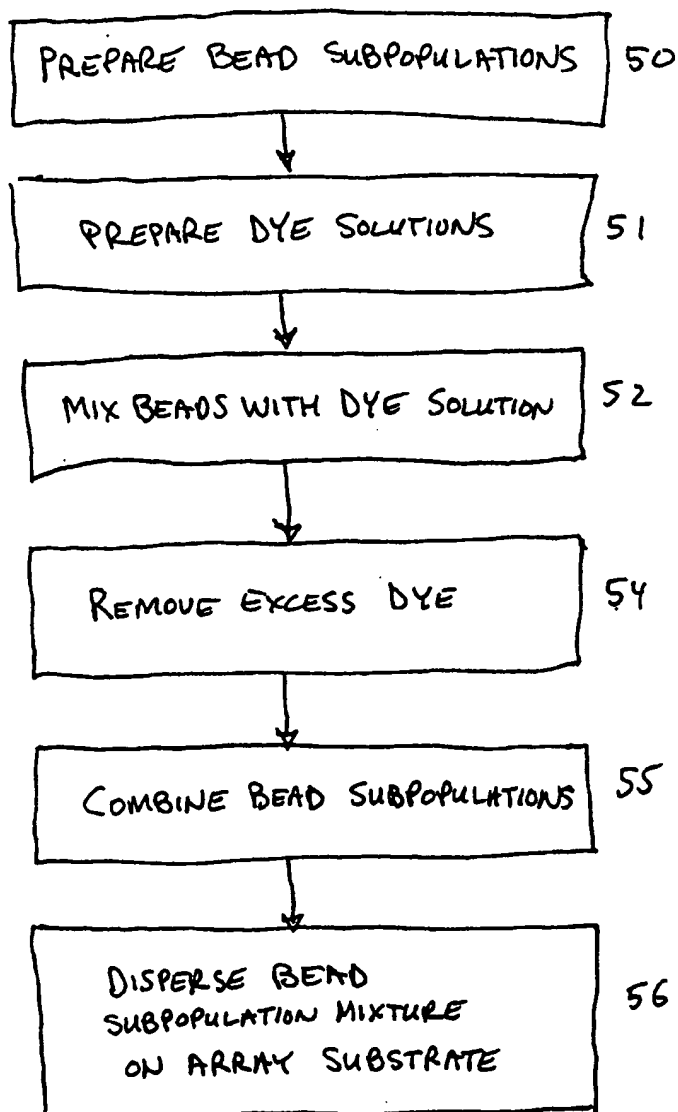 PREPARE BEAD SUBPOPULATIONS 50
PREPARE DYE SOLUTIONS 51
MIX BEADS WITH DYE SOLUTION 52
REMOVE EXCESS DYE 54
COMBINE BEAD SUBPOPULATIONS 55
DISPERSE BEAD
SUBPOPULATION MIXTURE 56
ON ARRAY SUBSTRATE